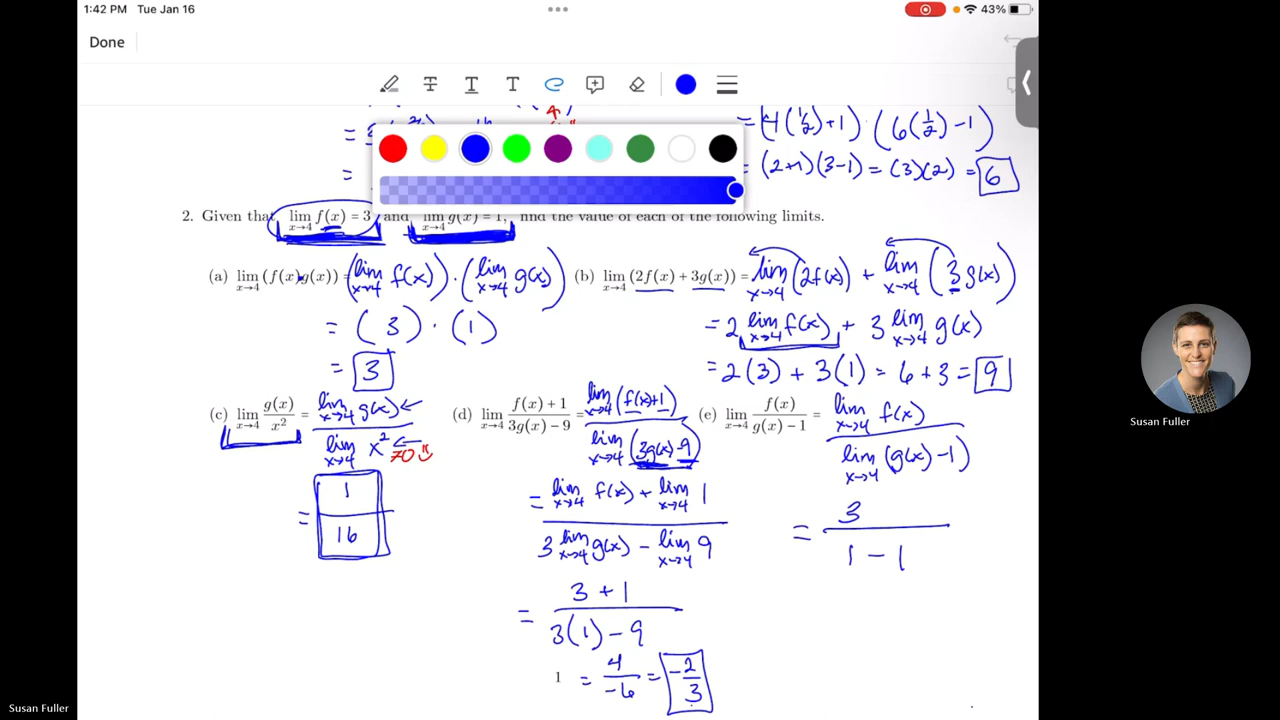 1:42 PM Tue Jan 16
43%
Done
= (4(1/2)+1) · (6(1/2)-1)
= (2+1)(3-1) = (3)(2) = 6
2. Given that lim x→4 f(x) = 3 and lim x→4 g(x) = 1, find the value of each of the following limits.
(a) lim x→4 (f(x)·g(x)) = (lim x→4 f(x)) · (lim x→4 g(x))
= (3) · (1)
= 3
(b) lim x→4 (2f(x) + 3g(x)) = lim x→4 (2f(x)) + lim x→4 (3g(x))
= 2 lim x→4 f(x) + 3 lim x→4 g(x)
= 2(3) + 3(1) = 6 + 3 = 9
(c) lim x→4 g(x)/x² = lim x→4 g(x) / lim x→4 x²
≠0
= 1/16
(d) lim x→4 (f(x) + 1)/(3g(x) − 9) = lim x→4 (f(x)+1) / lim x→4 (3g(x)-9)
= (lim x→4 f(x) + lim x→4 1) / (3 lim x→4 g(x) − lim x→4 9)
= (3 + 1) / (3(1) − 9)
= 4/-6 = -2/3
(e) lim x→4 f(x)/(g(x) − 1) = lim x→4 f(x) / lim x→4 (g(x) − 1)
= 3 / (1 − 1)
1
Susan Fuller
Susan Fuller